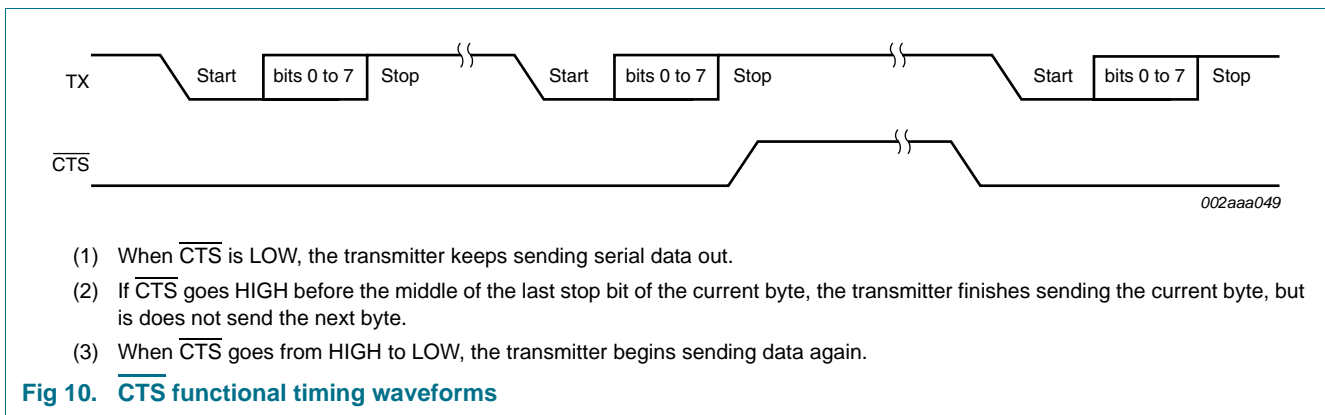 TX Start bits 0 to 7 Stop Start bits 0 to 7 Stop Start bits 0 to 7 Stop
CTS
002aaa049
(1) When CTS is LOW, the transmitter keeps sending serial data out.
(2) If CTS goes HIGH before the middle of the last stop bit of the current byte, the transmitter finishes sending the current byte, but
is does not send the next byte.
(3) When CTS goes from HIGH to LOW, the transmitter begins sending data again.
Fig 10. CTS functional timing waveforms